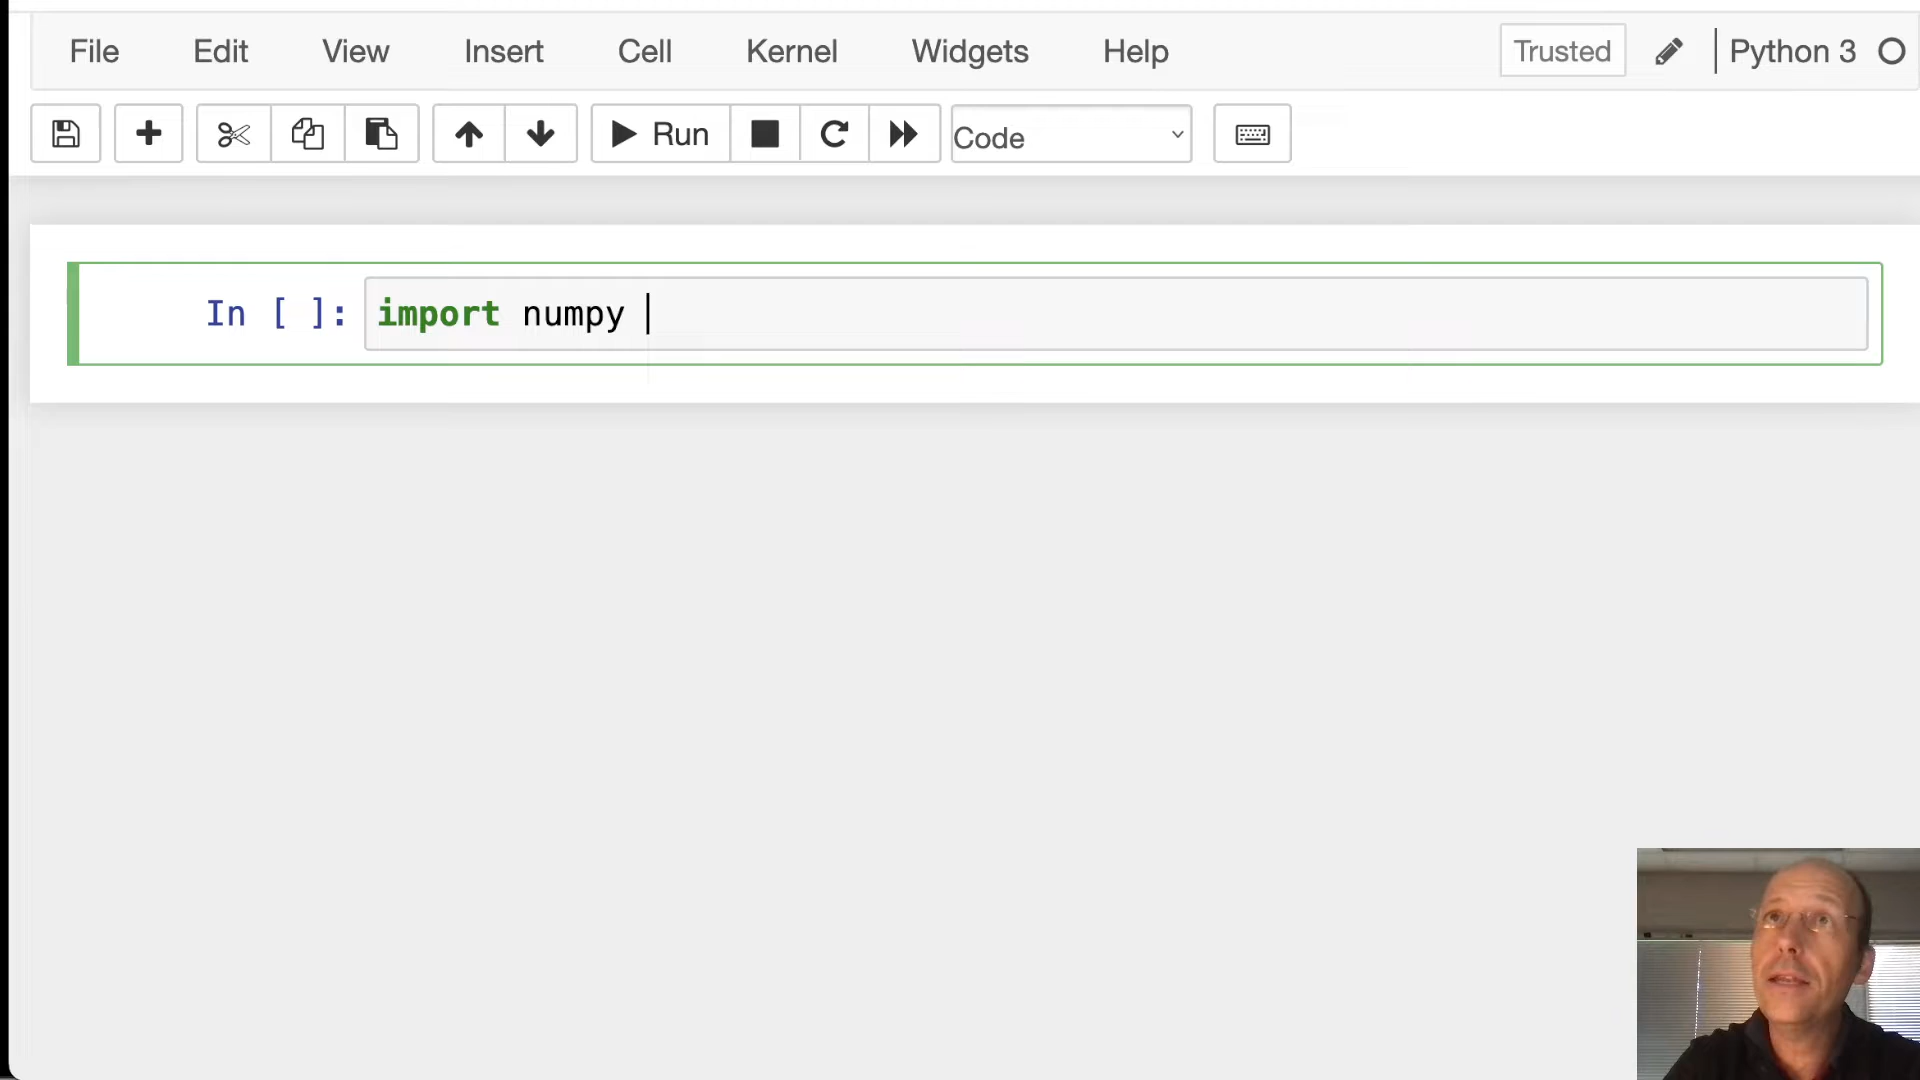 File Edit View Insert Cell Kernel Widgets Help Trusted Python 3
Run Code
In [ ]: import numpy